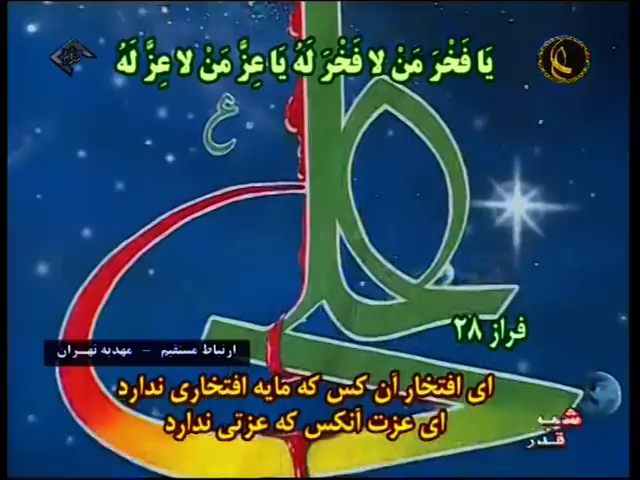 يَا فَخْرَ مَنْ لا فَخْرَ لَهُ يَا عِزَّ مَنْ لا عِزَّ لَهُ
علی
ع
فراز ۲۸
ارتباط مستقیم – مهدیه تهران
ای افتخار آن کس که مایه افتخاری ندارد
ای عزت آنکس که عزتی ندارد
شب
قدر